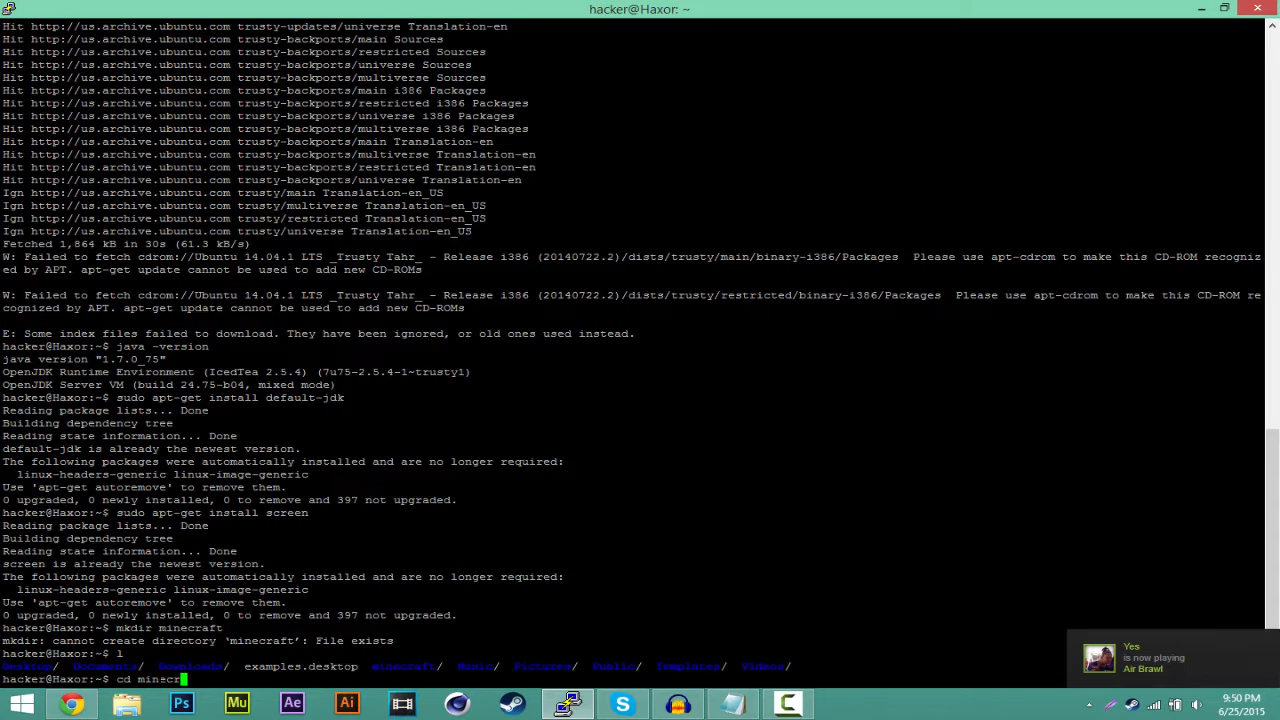 hacker@Haxor: ~
Hit http://us.archive.ubuntu.com trusty-updates/universe Translation-en
Hit http://us.archive.ubuntu.com trusty-backports/main Sources
Hit http://us.archive.ubuntu.com trusty-backports/restricted Sources
Hit http://us.archive.ubuntu.com trusty-backports/universe Sources
Hit http://us.archive.ubuntu.com trusty-backports/multiverse Sources
Hit http://us.archive.ubuntu.com trusty-backports/main i386 Packages
Hit http://us.archive.ubuntu.com trusty-backports/restricted i386 Packages
Hit http://us.archive.ubuntu.com trusty-backports/universe i386 Packages
Hit http://us.archive.ubuntu.com trusty-backports/multiverse i386 Packages
Hit http://us.archive.ubuntu.com trusty-backports/main Translation-en
Hit http://us.archive.ubuntu.com trusty-backports/multiverse Translation-en
Hit http://us.archive.ubuntu.com trusty-backports/restricted Translation-en
Hit http://us.archive.ubuntu.com trusty-backports/universe Translation-en
Ign http://us.archive.ubuntu.com trusty/main Translation-en_US
Ign http://us.archive.ubuntu.com trusty/multiverse Translation-en_US
Ign http://us.archive.ubuntu.com trusty/restricted Translation-en_US
Ign http://us.archive.ubuntu.com trusty/universe Translation-en_US
Fetched 1,864 kB in 30s (61.3 kB/s)
W: Failed to fetch cdrom://Ubuntu 14.04.1 LTS _Trusty Tahr_ - Release i386 (20140722.2)/dists/trusty/main/binary-i386/Packages  Please use apt-cdrom to make this CD-ROM recogniz
ed by APT. apt-get update cannot be used to add new CD-ROMs
W: Failed to fetch cdrom://Ubuntu 14.04.1 LTS _Trusty Tahr_ - Release i386 (20140722.2)/dists/trusty/restricted/binary-i386/Packages  Please use apt-cdrom to make this CD-ROM re
cognized by APT. apt-get update cannot be used to add new CD-ROMs
E: Some index files failed to download. They have been ignored, or old ones used instead.
hacker@Haxor:~$ java -version
java version "1.7.0_75"
OpenJDK Runtime Environment (IcedTea 2.5.4) (7u75-2.5.4-1~trusty1)
OpenJDK Server VM (build 24.75-b04, mixed mode)
hacker@Haxor:~$ sudo apt-get install default-jdk
Reading package lists... Done
Building dependency tree
Reading state information... Done
default-jdk is already the newest version.
The following packages were automatically installed and are no longer required:
  linux-headers-generic linux-image-generic
Use 'apt-get autoremove' to remove them.
0 upgraded, 0 newly installed, 0 to remove and 397 not upgraded.
hacker@Haxor:~$ sudo apt-get install screen
Reading package lists... Done
Building dependency tree
Reading state information... Done
screen is already the newest version.
The following packages were automatically installed and are no longer required:
  linux-headers-generic linux-image-generic
Use 'apt-get autoremove' to remove them.
0 upgraded, 0 newly installed, 0 to remove and 397 not upgraded.
hacker@Haxor:~$ mkdir minecraft
mkdir: cannot create directory ‘minecraft’: File exists
hacker@Haxor:~$ l
Desktop/  Documents/  Downloads/  examples.desktop  minecraft/  Music/  Pictures/  Public/  Templates/  Videos/
hacker@Haxor:~$ cd minecr
Yes
is now playing
Air Brawl
Ps
Mu
Ae
Ai
9:50 PM
6/25/2015